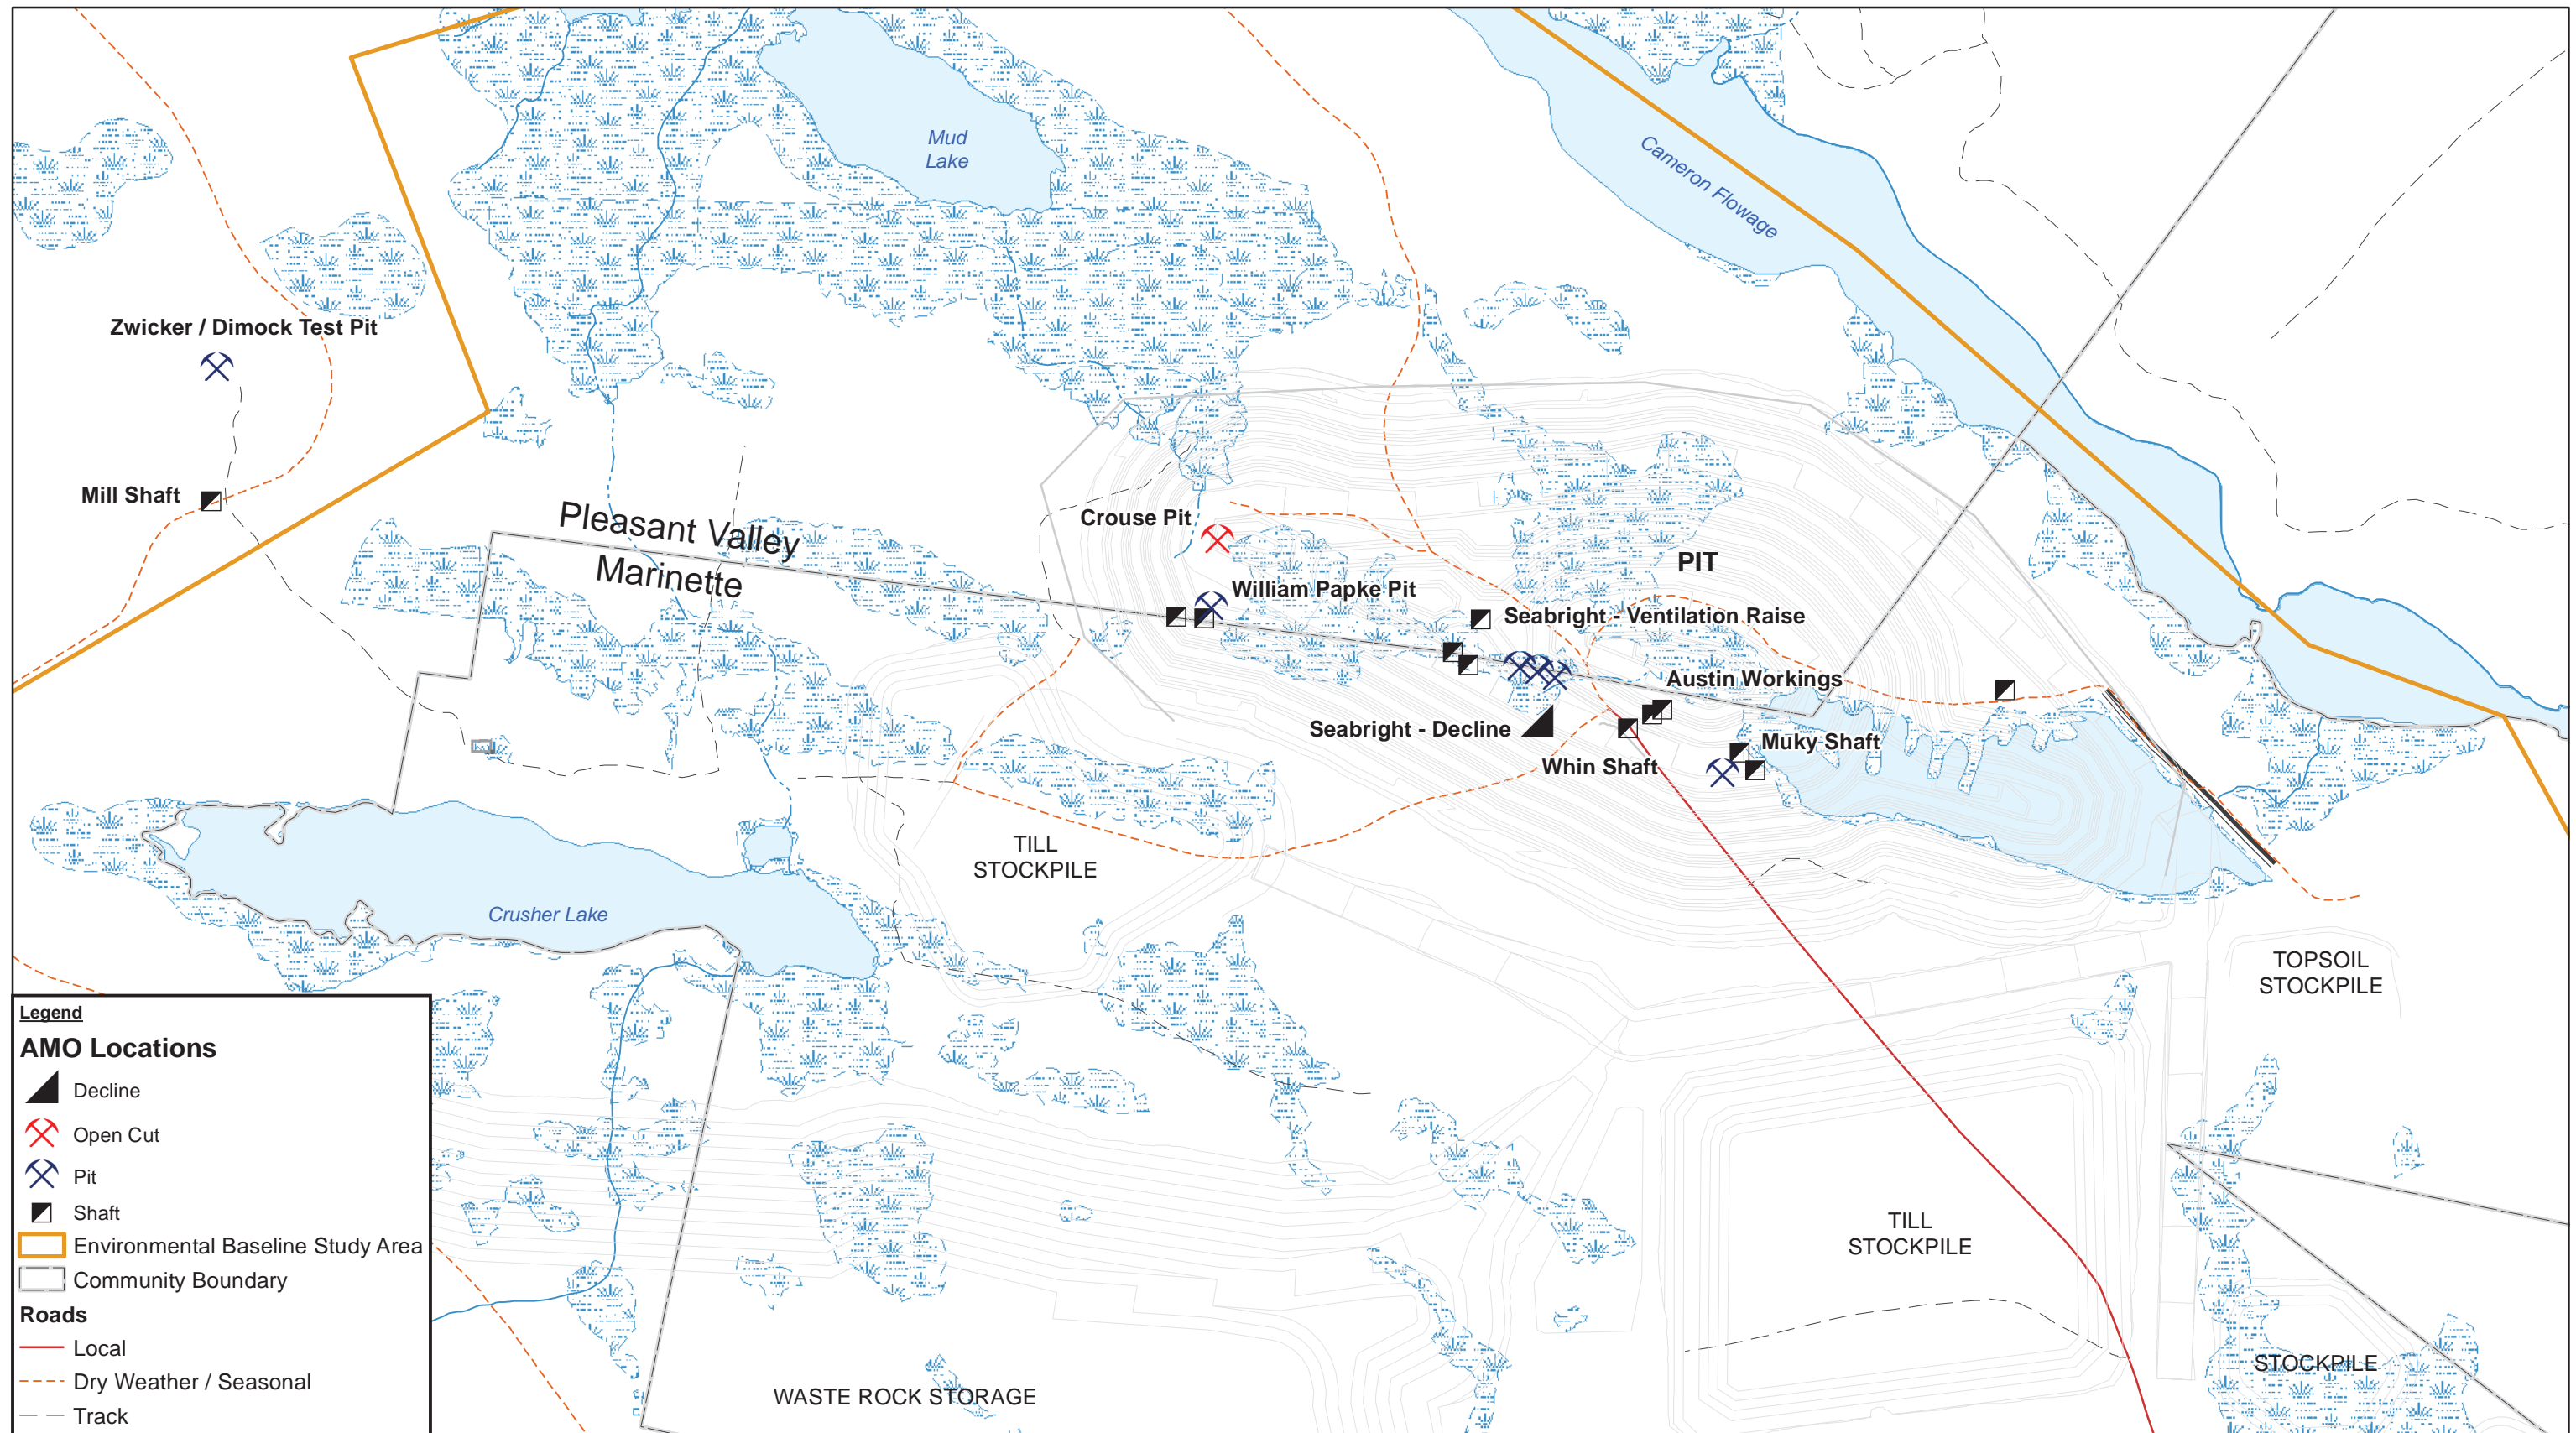 Mud
Lake
Cameron Flowage
Zwicker / Dimock Test Pit
Mill Shaft
Pleasant Valley
Marinette
Crouse Pit
PIT
William Papke Pit
Seabright - Ventilation Raise
Austin Workings
Seabright - Decline
Muky Shaft
Whin Shaft
TILL
STOCKPILE
Crusher Lake
TOPSOIL
STOCKPILE
TILL
STOCKPILE
STOCKPILE
WASTE ROCK STORAGE
Legend
AMO Locations
Decline
Open Cut
Pit
Shaft
Environmental Baseline Study Area
Community Boundary
Roads
Local
Dry Weather / Seasonal
Track